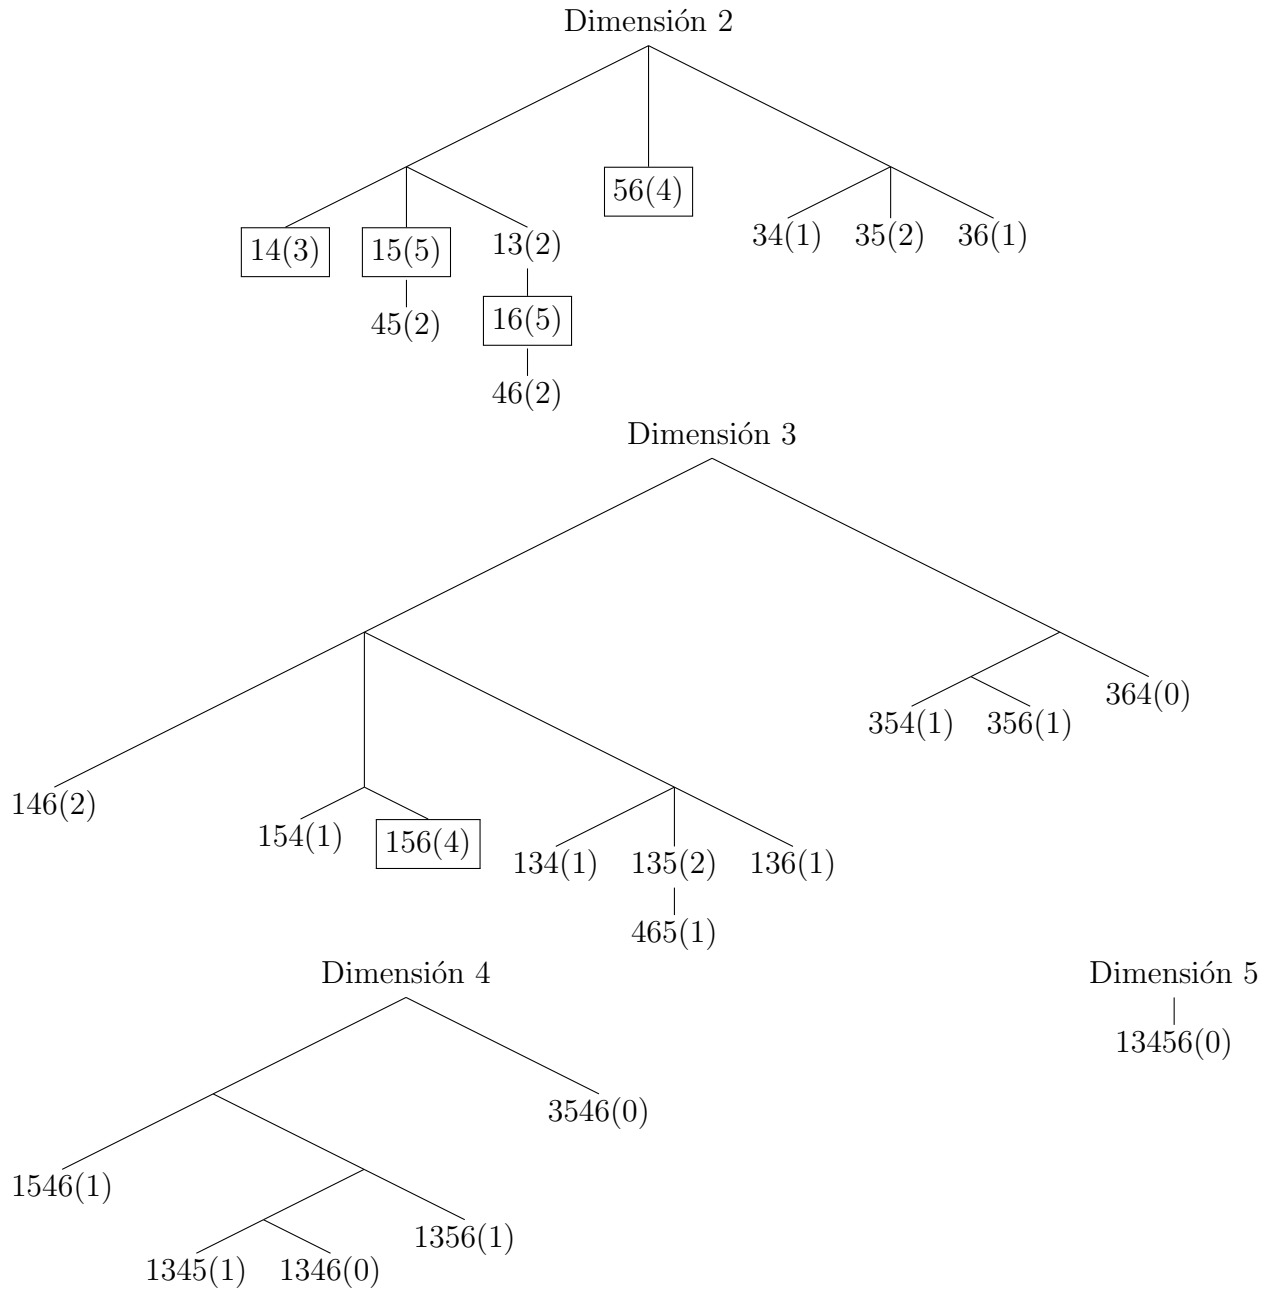 Dimensión 2
56(4)
14(3) 15(5) 13(2) 34(1) 35(2) 36(1)
45(2) 16(5)
46(2)
Dimensión 3
364(0)
354(1) 356(1)
146(2)
154(1) 156(4)
134(1) 135(2) 136(1)
465(1)
Dimensión 4 Dimensión 5
13456(0)
3546(0)
1546(1)
1356(1)
1345(1) 1346(0)